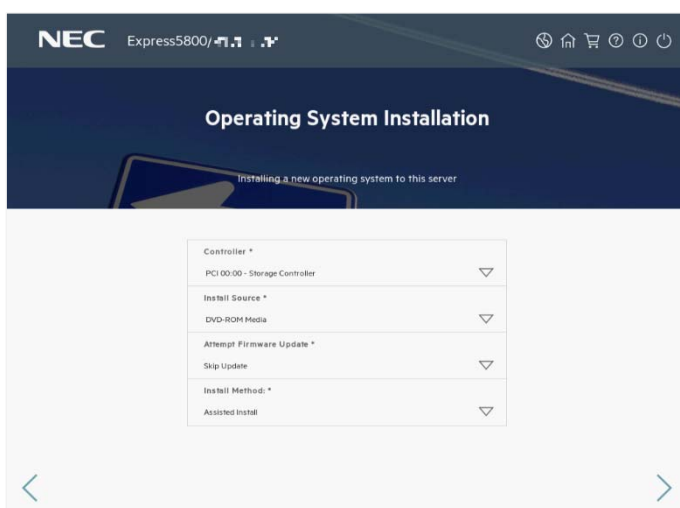 NEC Express5800/
Operating System Installation
Installing a new operating system to this server
Controller *
PCI 00:00 - Storage Controller
Install Source *
DVD-ROM Media
Attempt Firmware Update *
Skip Update
Install Method: *
Assisted Install